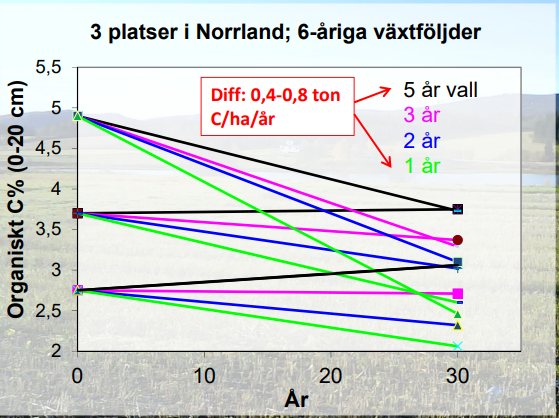 3 platser i Norrland; 6-åriga växtföljder
Organiskt C% (0-20 cm)
5,5
5
4,5
4
3,5
3
2,5
2
Diff: 0,4-0,8 ton
C/ha/år
5 år vall
3 år
2 år
1 år
0
10
20
30
År